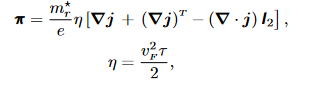 π = m_r^⋆/e η [∇j + (∇j)^T − (∇ · j) I_2] ,
η = v_F^2 τ/2 ,